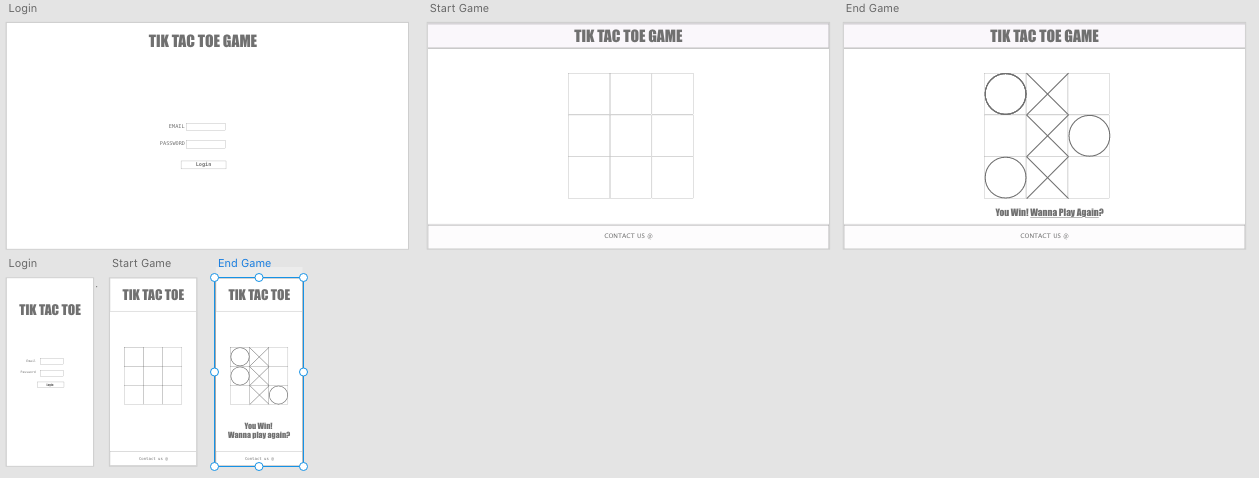 Login
TIK TAC TOE GAME
EMAIL
PASSWORD
Login
Start Game
TIK TAC TOE GAME
CONTACT US @
End Game
TIK TAC TOE GAME
You Win! Wanna Play Again?
CONTACT US @
Login
TIK TAC TOE
Email
Password
Login
Start Game
TIK TAC TOE
Contact us @
End Game
TIK TAC TOE
You Win!
Wanna play again?
Contact us @